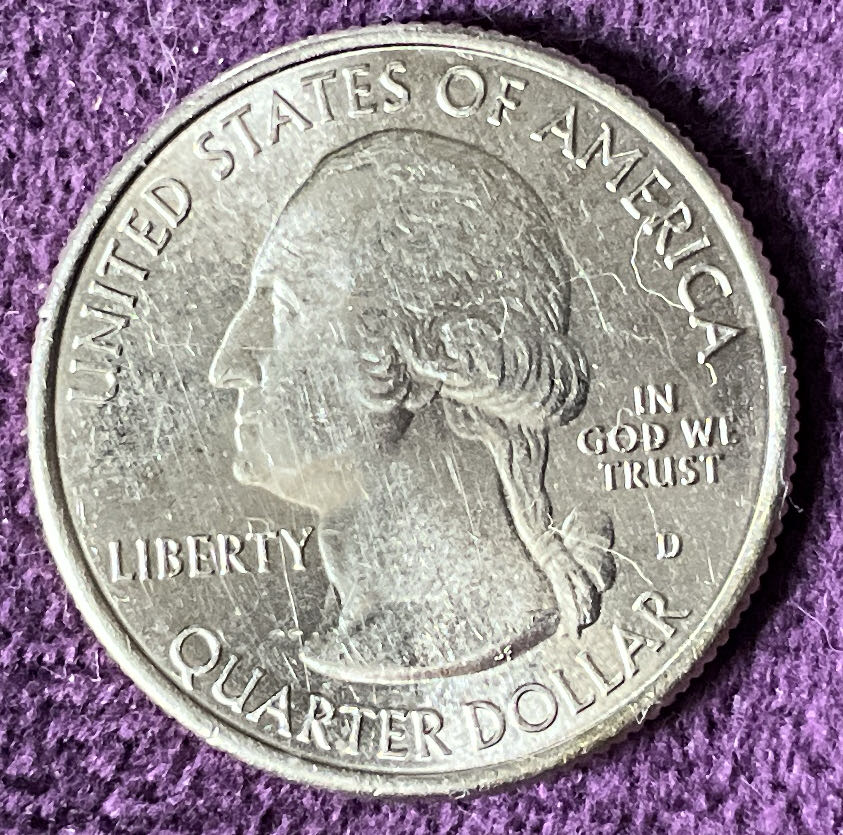 UNITED STATES OF AMERICA
IN
GOD WE
TRUST
LIBERTY
D
QUARTER DOLLAR